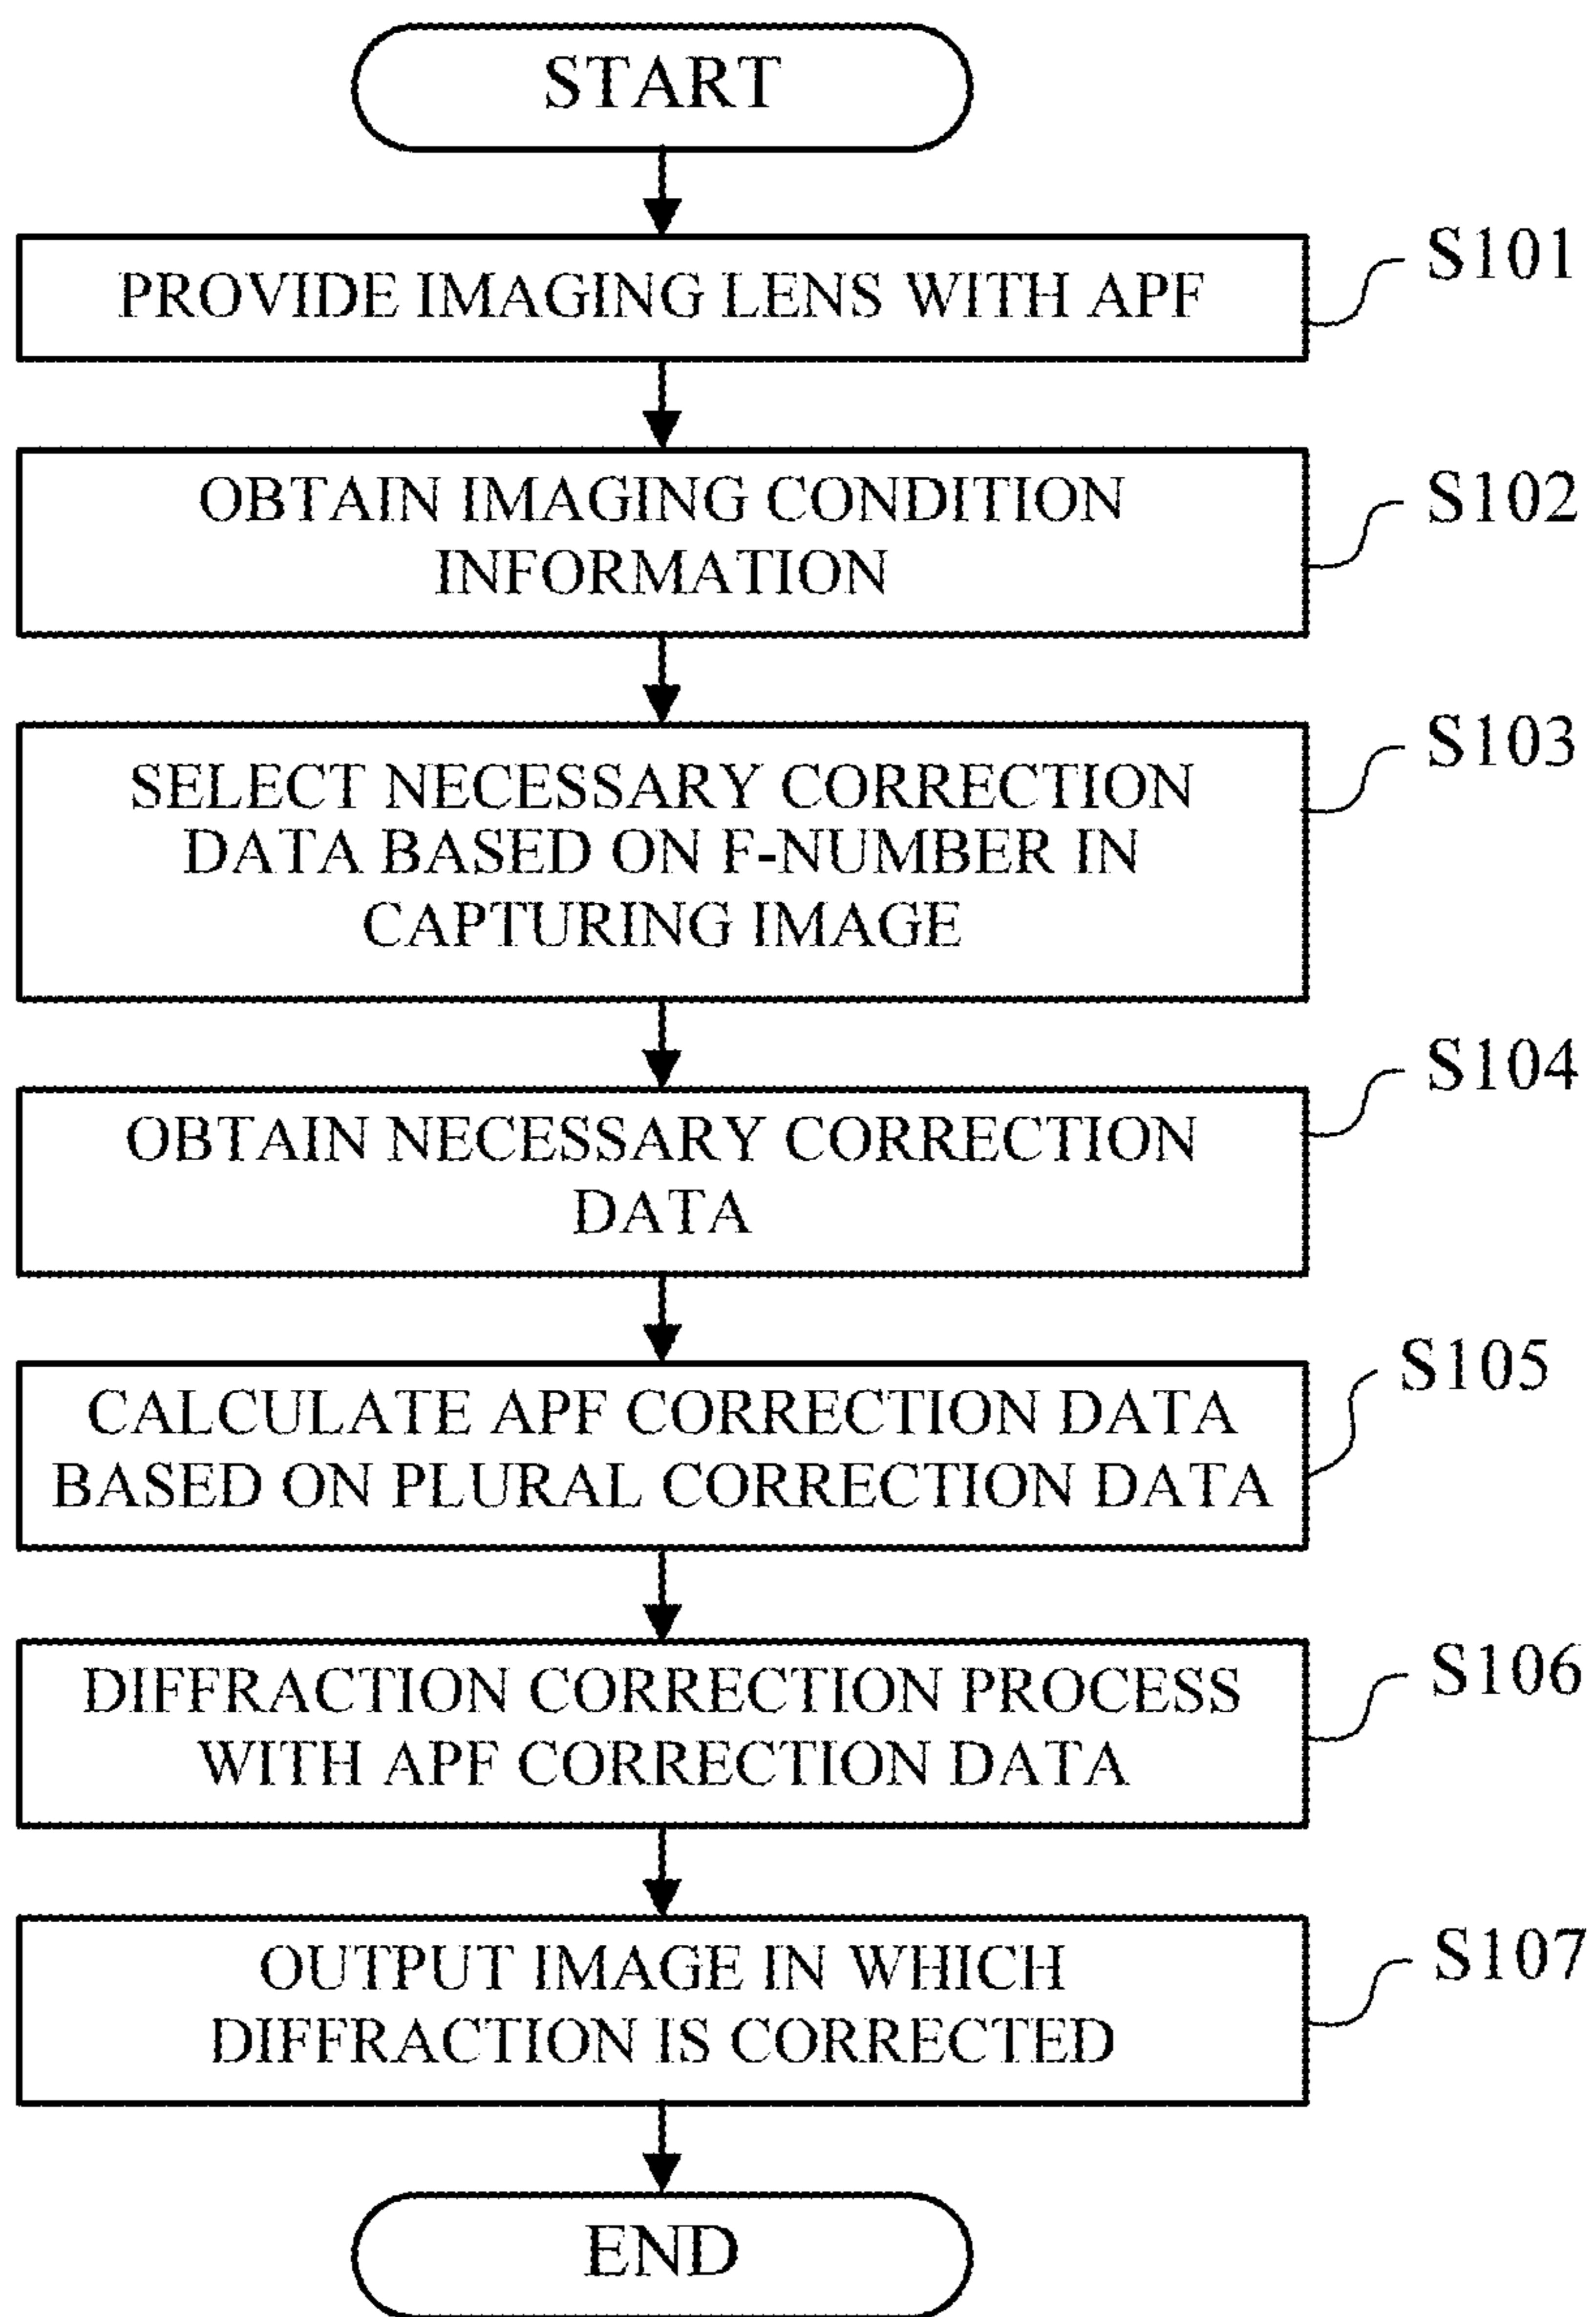 START
PROVIDE IMAGING LENS WITH APF
S101
OBTAIN IMAGING CONDITION
INFORMATION
S102
SELECT NECESSARY CORRECTION
DATA BASED ON F-NUMBER IN
CAPTURING IMAGE
S103
OBTAIN NECESSARY CORRECTION
DATA
S104
CALCULATE APF CORRECTION DATA
BASED ON PLURAL CORRECTION DATA
S105
DIFFRACTION CORRECTION PROCESS
WITH APF CORRECTION DATA
S106
OUTPUT IMAGE IN WHICH
DIFFRACTION IS CORRECTED
S107
END